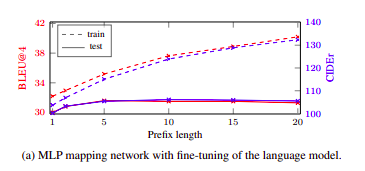 42
38
34
30
BLEU@4
train
test
140
130
120
110
100
CIDEr
1
5
10
15
20
Prefix length
(a) MLP mapping network with fine-tuning of the language model.